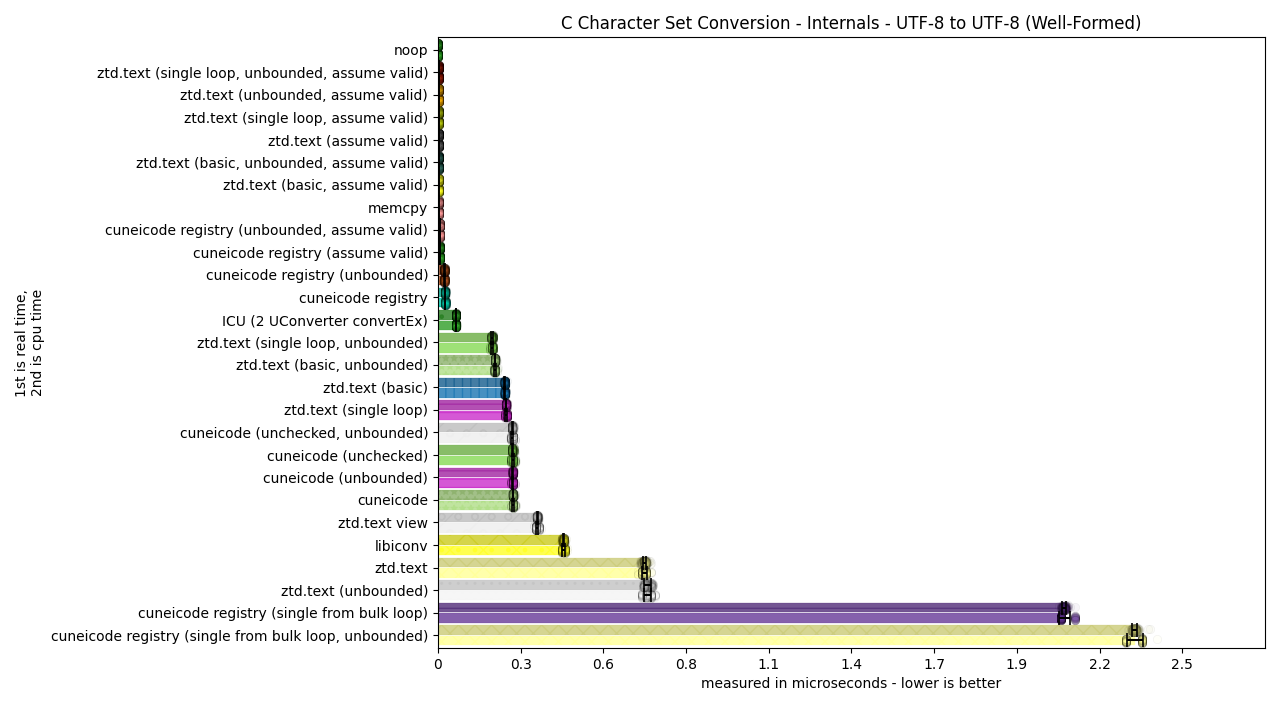 C Character Set Conversion - Internals - UTF-8 to UTF-8 (Well-Formed)
noop
ztd.text (single loop, unbounded, assume valid)
ztd.text (unbounded, assume valid)
ztd.text (single loop, assume valid)
ztd.text (assume valid)
ztd.text (basic, unbounded, assume valid)
ztd.text (basic, assume valid)
memcpy
cuneicode registry (unbounded, assume valid)
cuneicode registry (assume valid)
cuneicode registry (unbounded)
cuneicode registry
ICU (2 UConverter convertEx)
ztd.text (single loop, unbounded)
ztd.text (basic, unbounded)
ztd.text (basic)
ztd.text (single loop)
cuneicode (unchecked, unbounded)
cuneicode (unchecked)
cuneicode (unbounded)
cuneicode
ztd.text view
libiconv
ztd.text
ztd.text (unbounded)
cuneicode registry (single from bulk loop)
cuneicode registry (single from bulk loop, unbounded)
1st is real time,
2nd is cpu time
0 0.3 0.6 0.8 1.1 1.4 1.7 1.9 2.2 2.5
measured in microseconds - lower is better